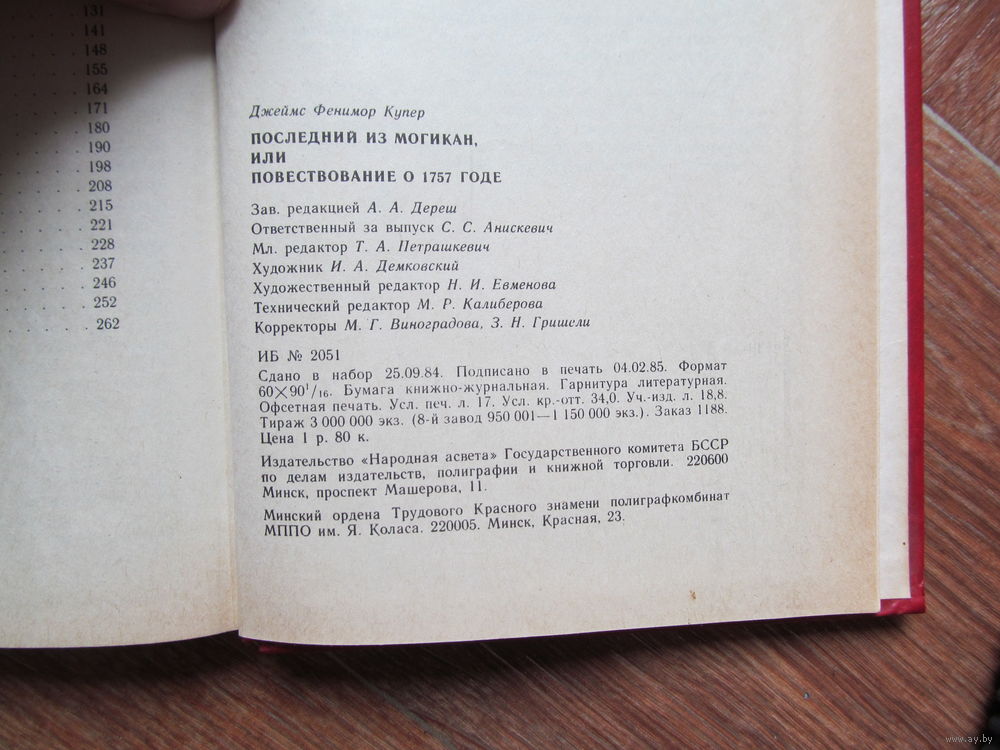 131
141
148
155
164
171
180
190
198
208
215
221
228
237
246
252
262
Джеймс Фенимор Купер
ПОСЛЕДНИЙ ИЗ МОГИКАН,
ИЛИ
ПОВЕСТВОВАНИЕ О 1757 ГОДЕ
Зав. редакцией А. А. Дереш
Ответственный за выпуск С. С. Анискевич
Мл. редактор Т. А. Петрашкевич
Художник И. А. Демковский
Художественный редактор Н. И. Евменова
Технический редактор М. Р. Калиберова
Корректоры М. Г. Виноградова, З. Н. Гришели
ИБ № 2051
Сдано в набор 25.09.84. Подписано в печать 04.02.85. Формат
60×90¹/₁₆. Бумага книжно-журнальная. Гарнитура литературная.
Офсетная печать. Усл. печ. л. 17. Усл. кр.-отт. 34,0. Уч.-изд. л. 18,8.
Тираж 3 000 000 экз. (8-й завод 950 001—1 150 000 экз.). Заказ 1188.
Цена 1 р. 80 к.
Издательство «Народная асвета» Государственного комитета БССР
по делам издательств, полиграфии и книжной торговли. 220600
Минск, проспект Машерова, 11.
Минский ордена Трудового Красного знамени полиграфкомбинат
МППО им. Я. Коласа. 220005. Минск, Красная, 23.
www.ay.by